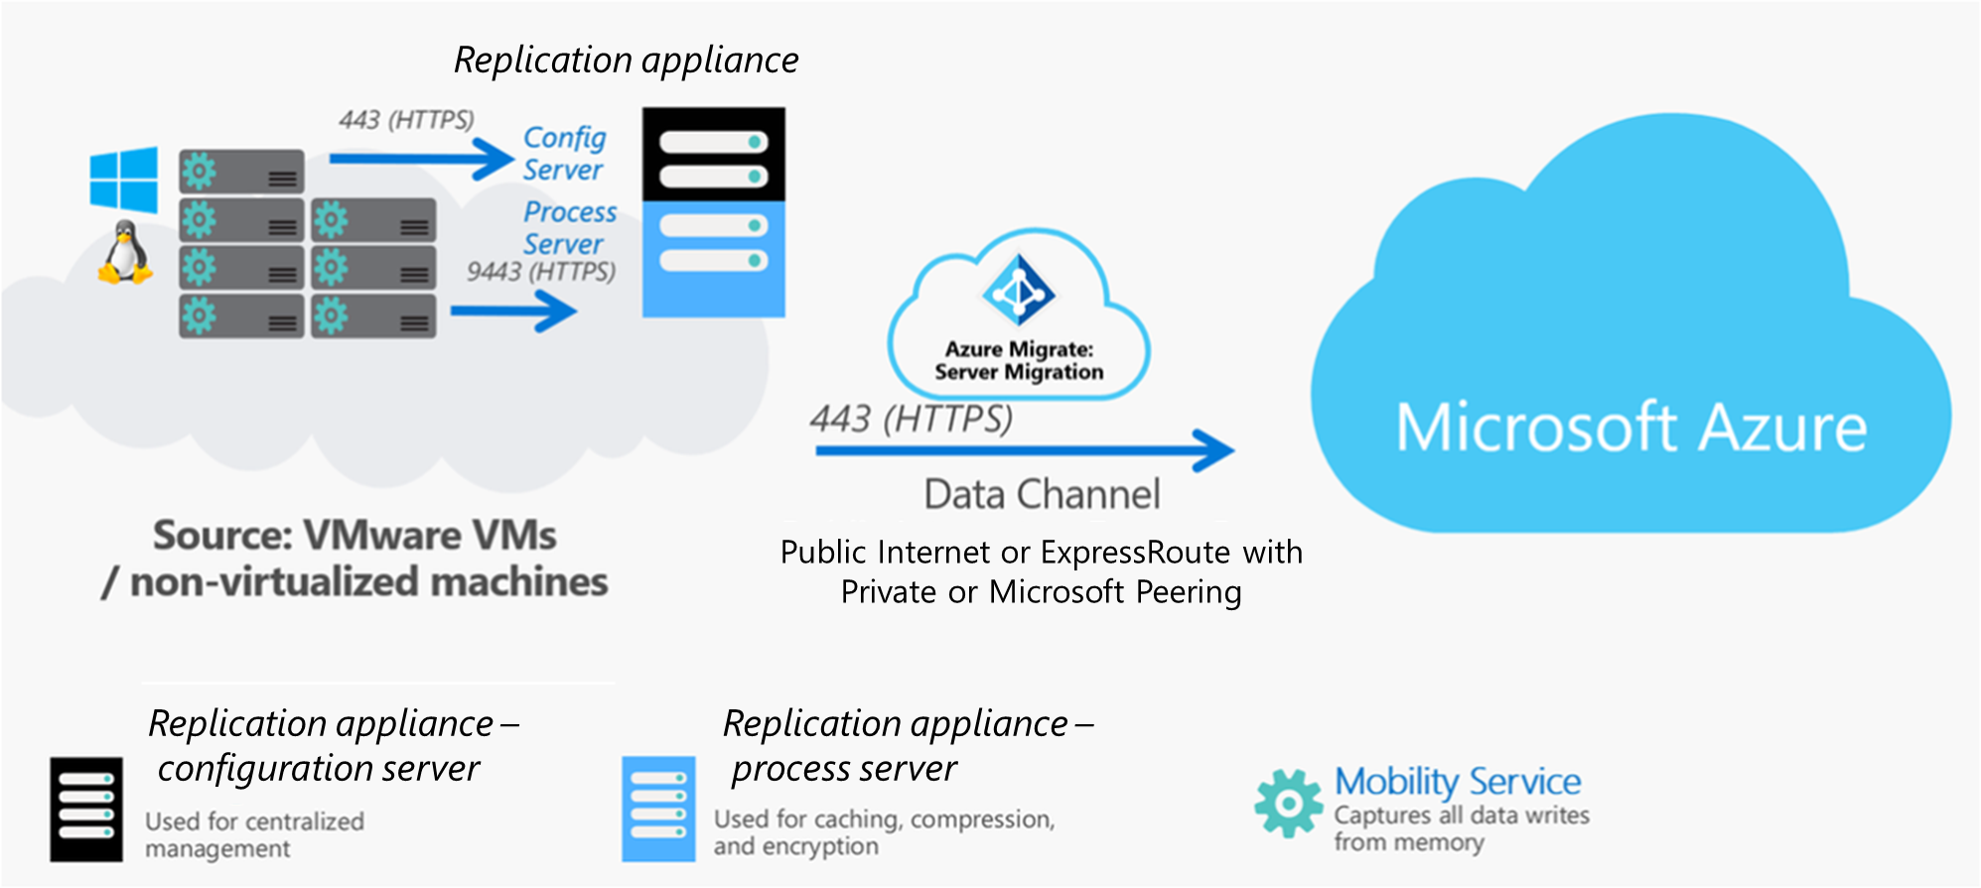 Replication appliance
443 (HTTPS)
Config
Server
Process
Server
9443 (HTTPS)
Azure Migrate:
Server Migration
443 (HTTPS)
Data Channel
Public Internet or ExpressRoute with
Private or Microsoft Peering
Microsoft Azure
Source: VMware VMs
/ non-virtualized machines
Replication appliance –
configuration server
Used for centralized
management
Replication appliance –
process server
Used for caching, compression,
and encryption
Mobility Service
Captures all data writes
from memory